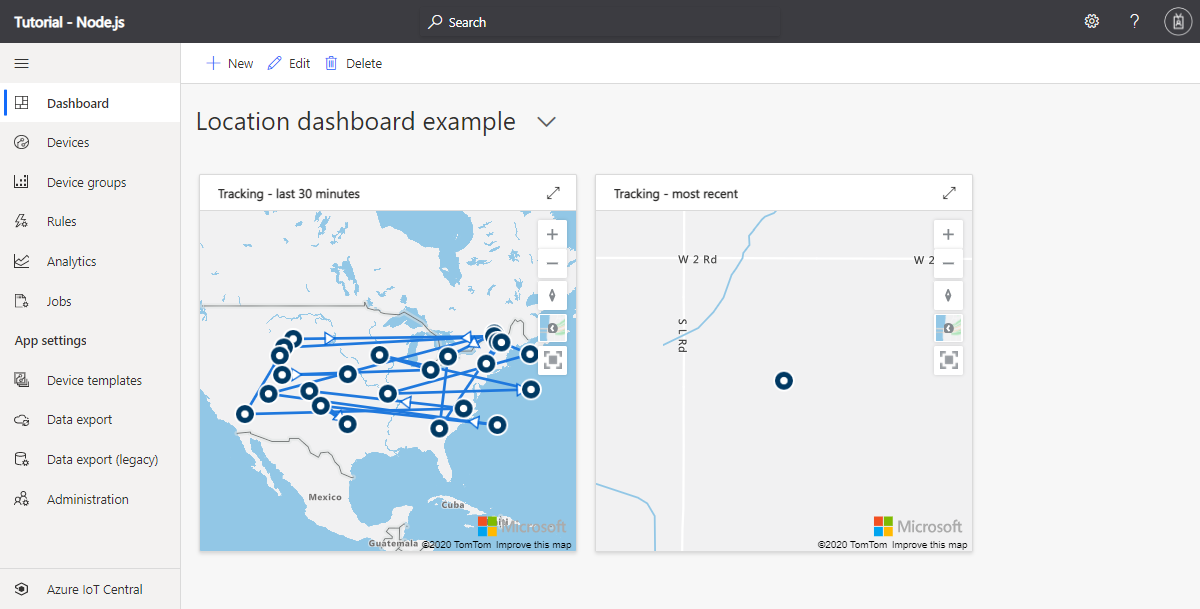 Tutorial - Node.js
Search
?
New
Edit
Delete
Dashboard
Devices
Device groups
Rules
Analytics
Jobs
App settings
Device templates
Data export
Data export (legacy)
Administration
Azure IoT Central
Location dashboard example
Tracking - last 30 minutes
Mexico
Cuba
Guatemala
Microsoft
©2020 TomTom Improve this map
Tracking - most recent
W 2 Rd
W 2
S L Rd
Microsoft
©2020 TomTom Improve this map